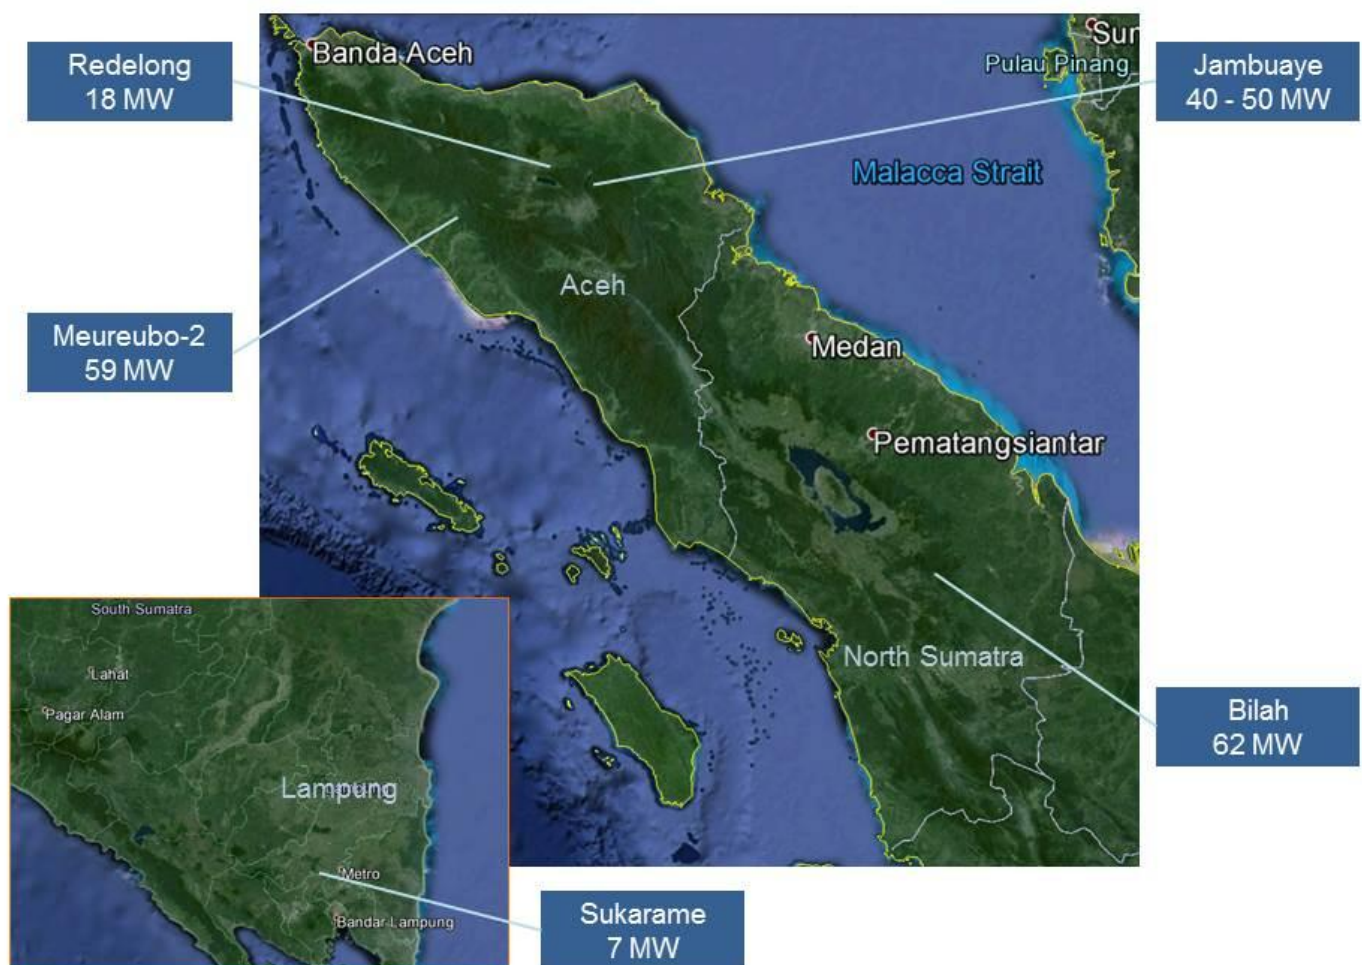 Banda Aceh
Sun
Pulau Pinang
Redelong
18 MW
Jambuaye
40 - 50 MW
Malacca Strait
Aceh
Meureubo-2
59 MW
Medan
Pematangsiantar
North Sumatra
Bilah
62 MW
South Sumatra
Lahat
Pagar Alam
Lampung
Metro
Bandar Lampung
Sukarame
7 MW